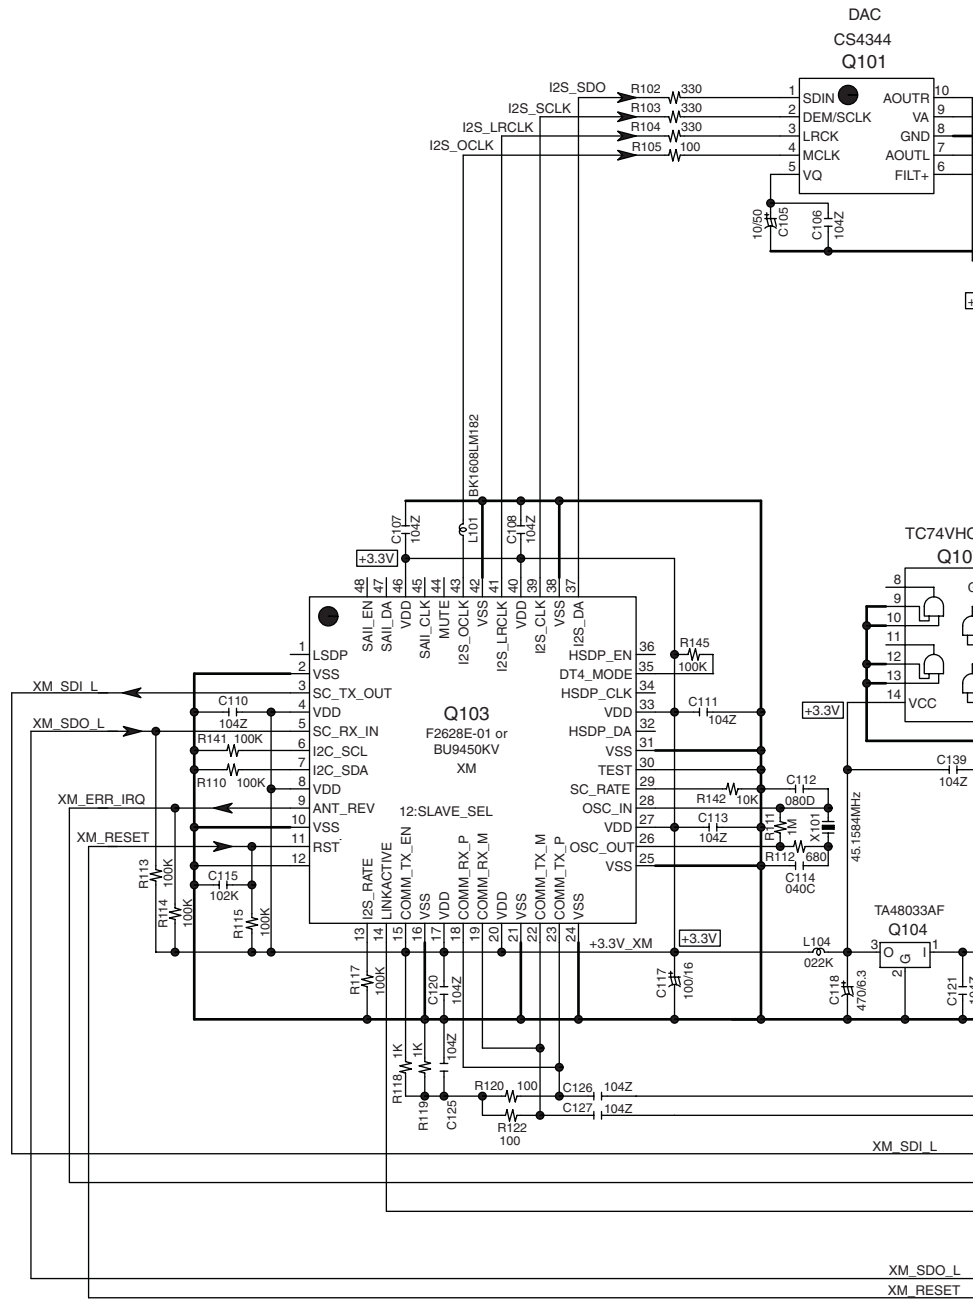 DAC
CS4344
Q101
I2S_SDO R102 330 1 SDIN AOUTR 10
I2S_SCLK R103 330 2 DEM/SCLK VA 9
I2S_LRCLK R104 330 3 LRCK GND 8
I2S_OCLK R105 100 4 MCLK AOUTL 7
5 VQ FILT+ 6
10/50 C105 C106 104Z
BK1608LM182
L101
C107 104Z
C108 104Z
+3.3V
48 47 46 45 44 43 42 41 40 39 38 37
SAII_EN
SAII_DA
VDD
SAII_CLK
MUTE
I2S_OCLK
VSS
I2S_LRCLK
VDD
I2S_CLK
VSS
I2S_DA
1 LSDP
2 VSS
XM_SDI_L 3 SC_TX_OUT
C110 104Z 4 VDD
XM_SDO_L 5 SC_RX_IN
R141 100K 6 I2C_SCL
R110 100K 7 I2C_SDA
8 VDD
XM_ERR_IRQ 9 ANT_REV
10 VSS
XM_RESET 11 RST
12
12:SLAVE_SEL
Q103
F2628E-01 or
BU9450KV
XM
HSDP_EN 36
R145 100K
DT4_MODE 35
HSDP_CLK 34
VDD 33 C111 104Z
HSDP_DA 32
VSS 31
TEST 30
SC_RATE 29 R142 10K C112 080D
OSC_IN 28
VDD 27 C113 104Z
OSC_OUT 26
VSS 25
R111 1M
X101
45.1584MHz
R112 680
C114
040C
R113 100K
R114 100K
C115
102K
R115 100K
I2S_RATE
LINKACTIVE
COMM_TX_EN
VSS
VDD
COMM_RX_P
COMM_RX_M
VDD
VSS
COMM_TX_M
COMM_TX_P
VSS
13 14 15 16 17 18 19 20 21 22 23 24
+3.3V_XM +3.3V
R117 100K
C120 104Z
C117 100/16
R118 1K
R119 1K
C125 104Z
R120 100
R122
100
C126 104Z
C127 104Z
TC74VHC
Q10
8
9
10
11
12
13
14 VCC
+3.3V
C139
104Z
TA48033AF
Q104
L104
022K
3 O G I 1
2
C118 470/6.3
C121
XM_SDI_L
XM_SDO_L
XM_RESET